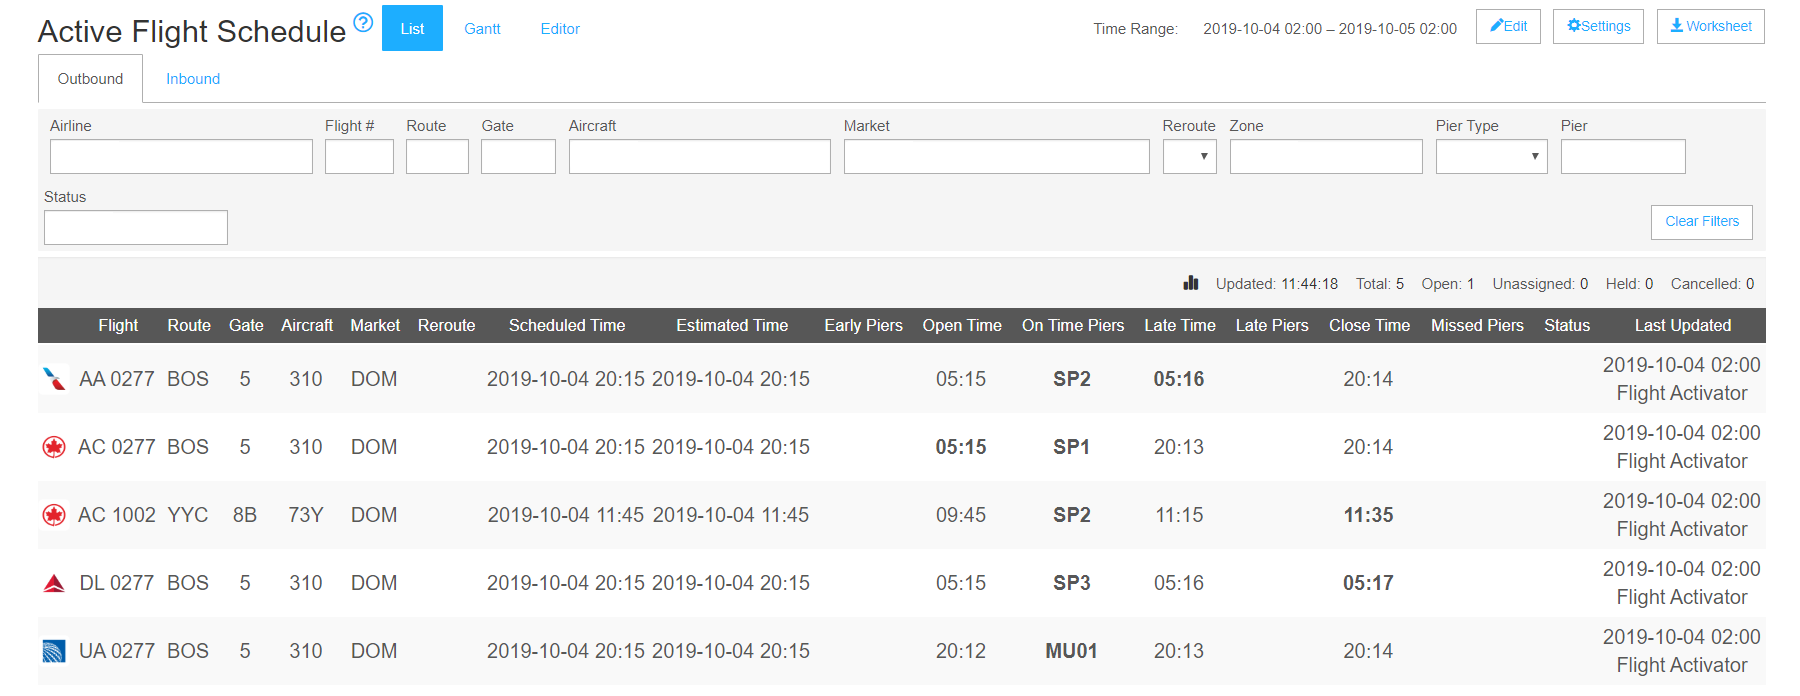 Active Flight Schedule ? List Gantt Editor Time Range: 2019-10-04 02:00 – 2019-10-05 02:00 Edit Settings Worksheet
Outbound Inbound
Airline Flight # Route Gate Aircraft Market Reroute Zone Pier Type Pier
Status
Clear Filters
Updated: 11:44:18 Total: 5 Open: 1 Unassigned: 0 Held: 0 Cancelled: 0
Flight Route Gate Aircraft Market Reroute Scheduled Time Estimated Time Early Piers Open Time On Time Piers Late Time Late Piers Close Time Missed Piers Status Last Updated
AA 0277 BOS 5 310 DOM 2019-10-04 20:15 2019-10-04 20:15 05:15 SP2 05:16 20:14 2019-10-04 02:00
Flight Activator
AC 0277 BOS 5 310 DOM 2019-10-04 20:15 2019-10-04 20:15 05:15 SP1 20:13 20:14 2019-10-04 02:00
Flight Activator
AC 1002 YYC 8B 73Y DOM 2019-10-04 11:45 2019-10-04 11:45 09:45 SP2 11:15 11:35 2019-10-04 02:00
Flight Activator
DL 0277 BOS 5 310 DOM 2019-10-04 20:15 2019-10-04 20:15 05:15 SP3 05:16 05:17 2019-10-04 02:00
Flight Activator
UA 0277 BOS 5 310 DOM 2019-10-04 20:15 2019-10-04 20:15 20:12 MU01 20:13 20:14 2019-10-04 02:00
Flight Activator